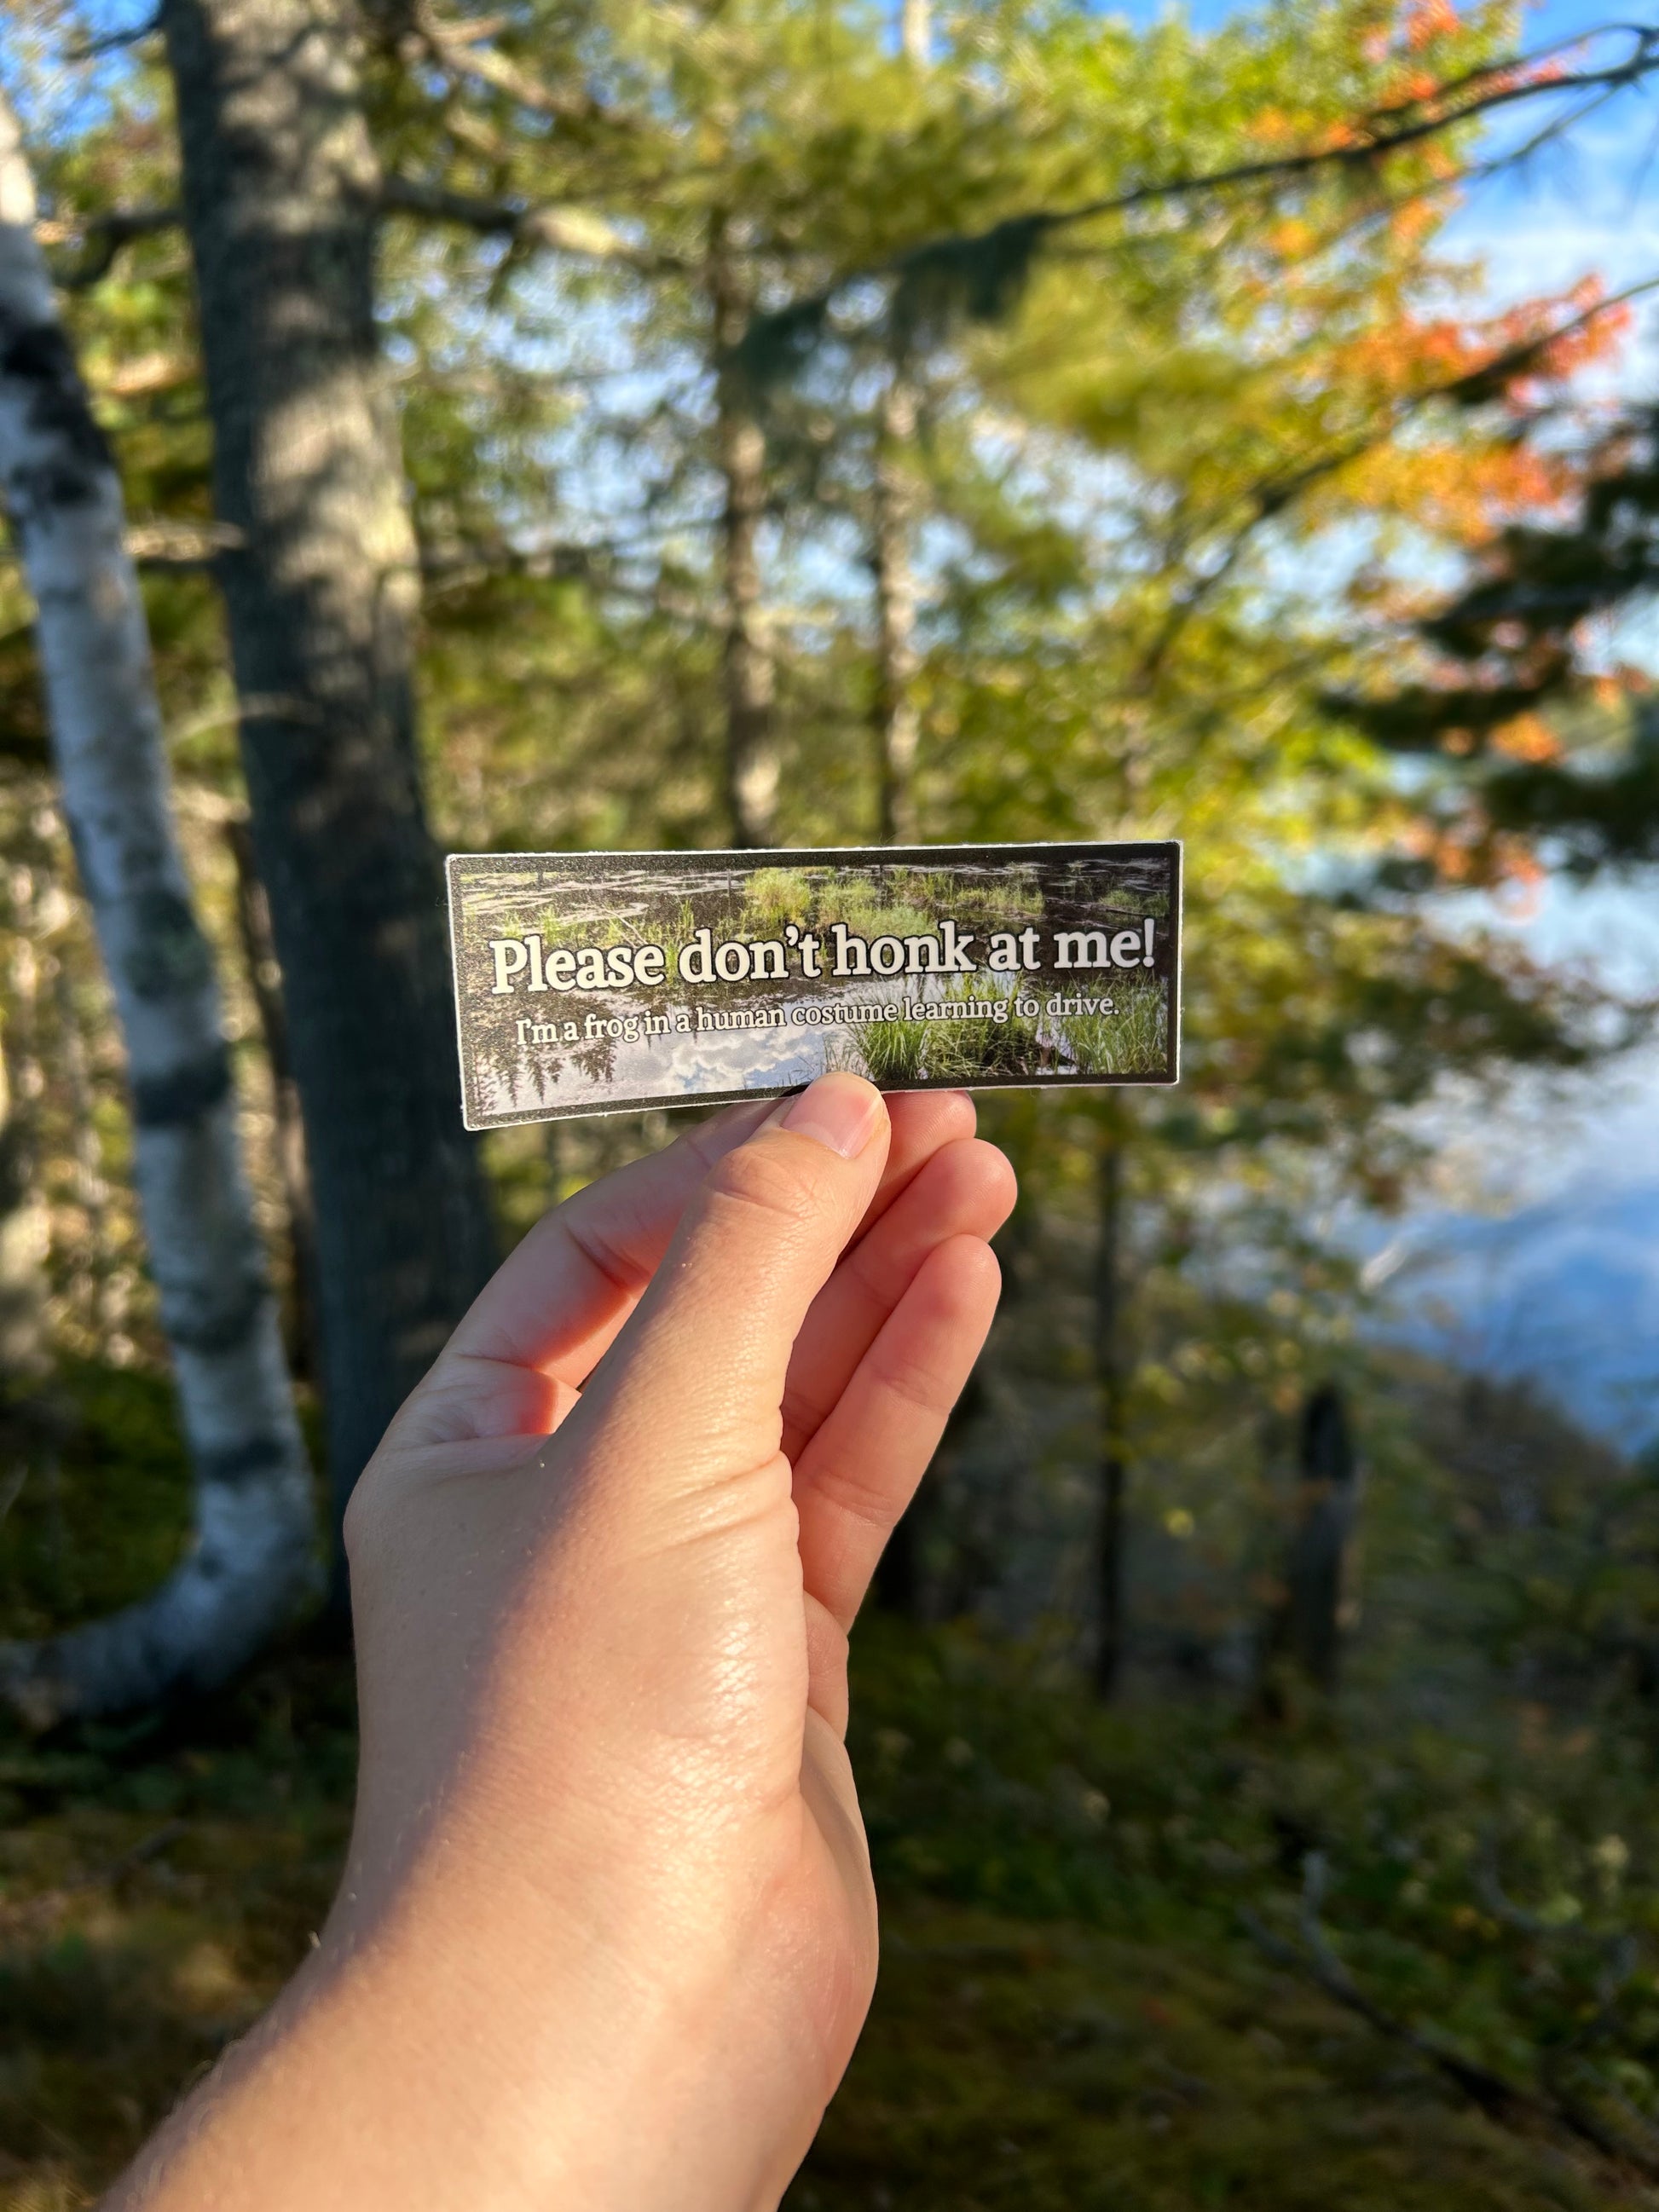 Please don't honk at me!
I'm a frog in a human costume learning to drive.